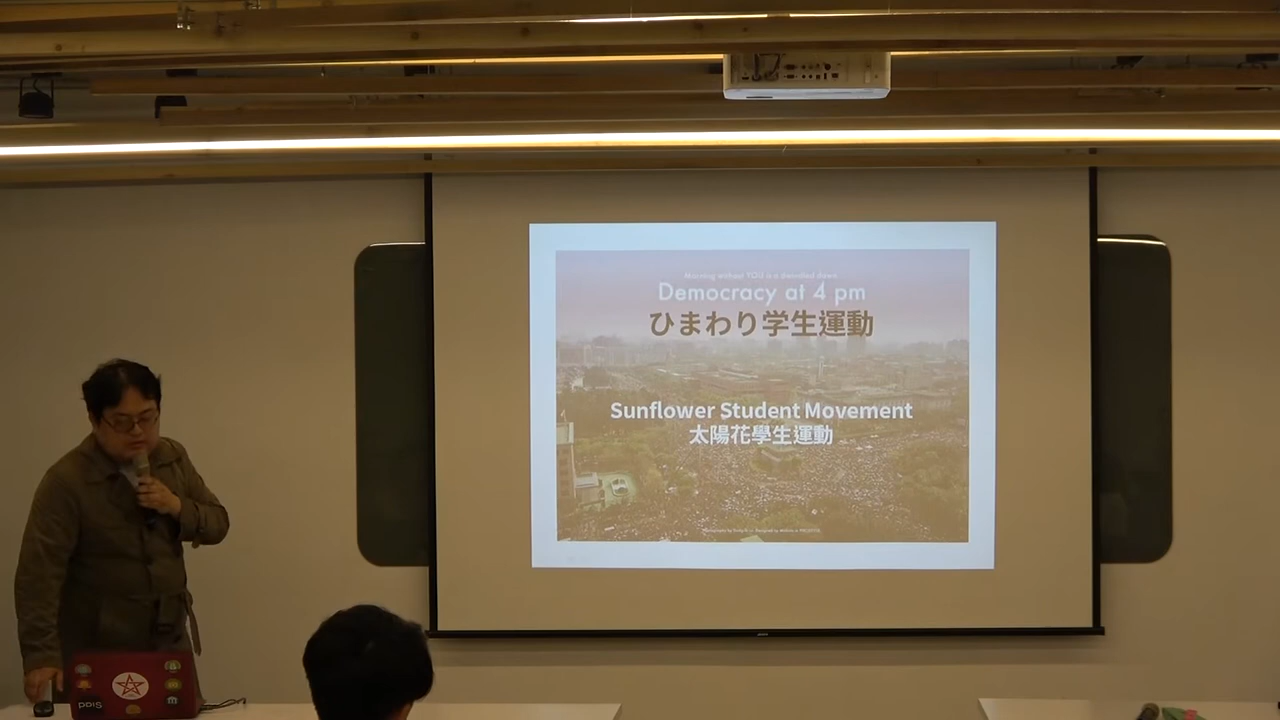 Morning without YOU is a dwindled dawn
Democracy at 4 pm
ひまわり学生運動
Sunflower Student Movement
太陽花學生運動
PDIS